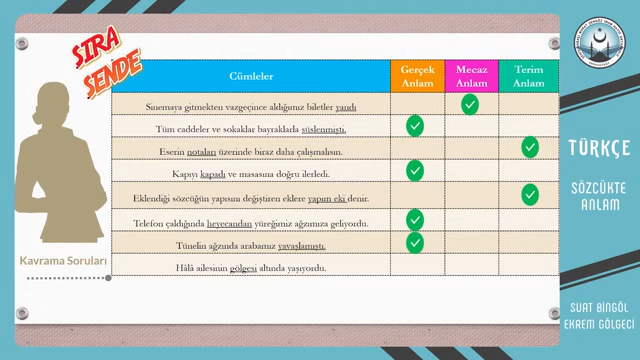 SIRA
SENDE
Cümleler
Gerçek
Anlam
Mecaz
Anlam
Terim
Anlam
Sinemaya gitmekten vazgeçince aldığımız biletler yandı
Tüm caddeler ve sokaklar bayraklarla süslenmişti.
Eserin notaları üzerinde biraz daha çalışmalısın.
Kapıyı kapadı ve masasına doğru ilerledi.
Eklendiği sözcüğün yapısını değiştiren eklere yapım eki denir.
Telefon çaldığında heyecandan yüreğimiz ağzımıza geliyordu.
Tünelin ağzında arabamız yavaşlamıştı.
Hâlâ ailesinin gölgesi altında yaşıyordu.
Kavrama Soruları
TÜRKÇE
SÖZCÜKTE
ANLAM
SUAT BİNGÖL
EKREM GÖLGECİ